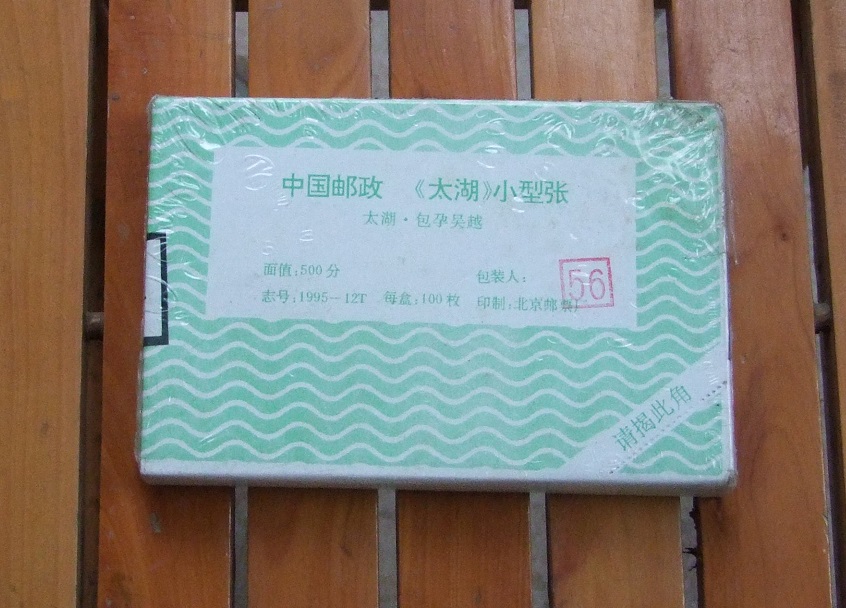 中国邮政 《太湖》小型张
太湖·包孕吴越
面值:500分 包装人: 56
志号:1995—12T 每盒:100枚 印制:北京邮票厂
请揭此角